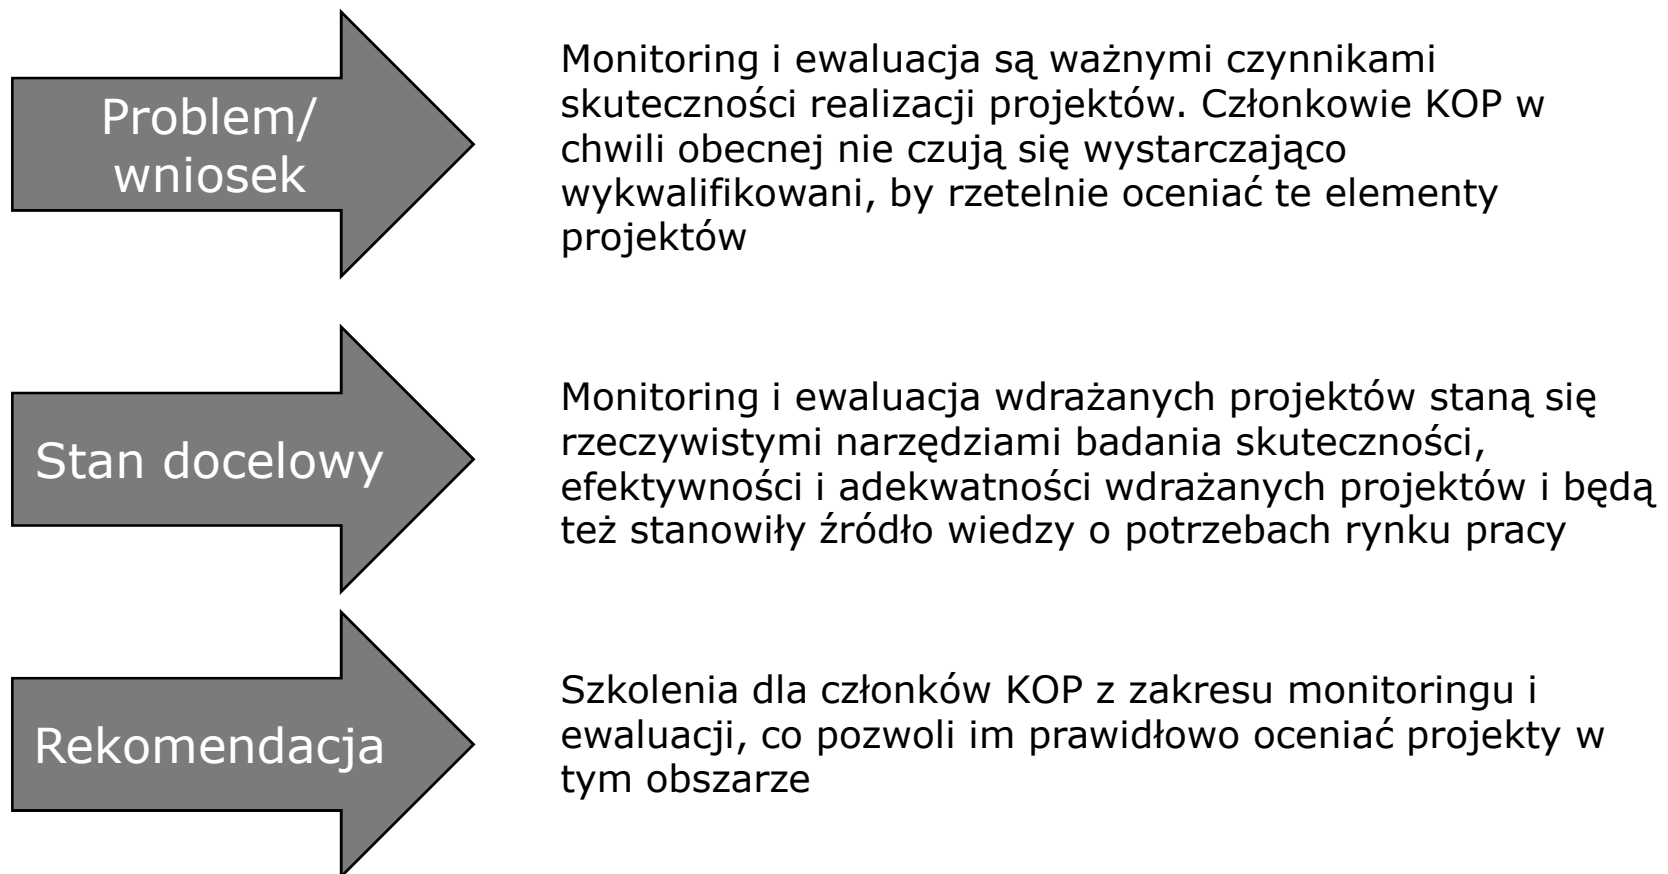 Problem/
wniosek
Monitoring i ewaluacja są ważnymi czynnikami
skuteczności realizacji projektów. Członkowie KOP w
chwili obecnej nie czują się wystarczająco
wykwalifikowani, by rzetelnie oceniać te elementy
projektów
Stan docelowy
Monitoring i ewaluacja wdrażanych projektów staną się
rzeczywistymi narzędziami badania skuteczności,
efektywności i adekwatności wdrażanych projektów i będą
też stanowiły źródło wiedzy o potrzebach rynku pracy
Rekomendacja
Szkolenia dla członków KOP z zakresu monitoringu i
ewaluacji, co pozwoli im prawidłowo oceniać projekty w
tym obszarze